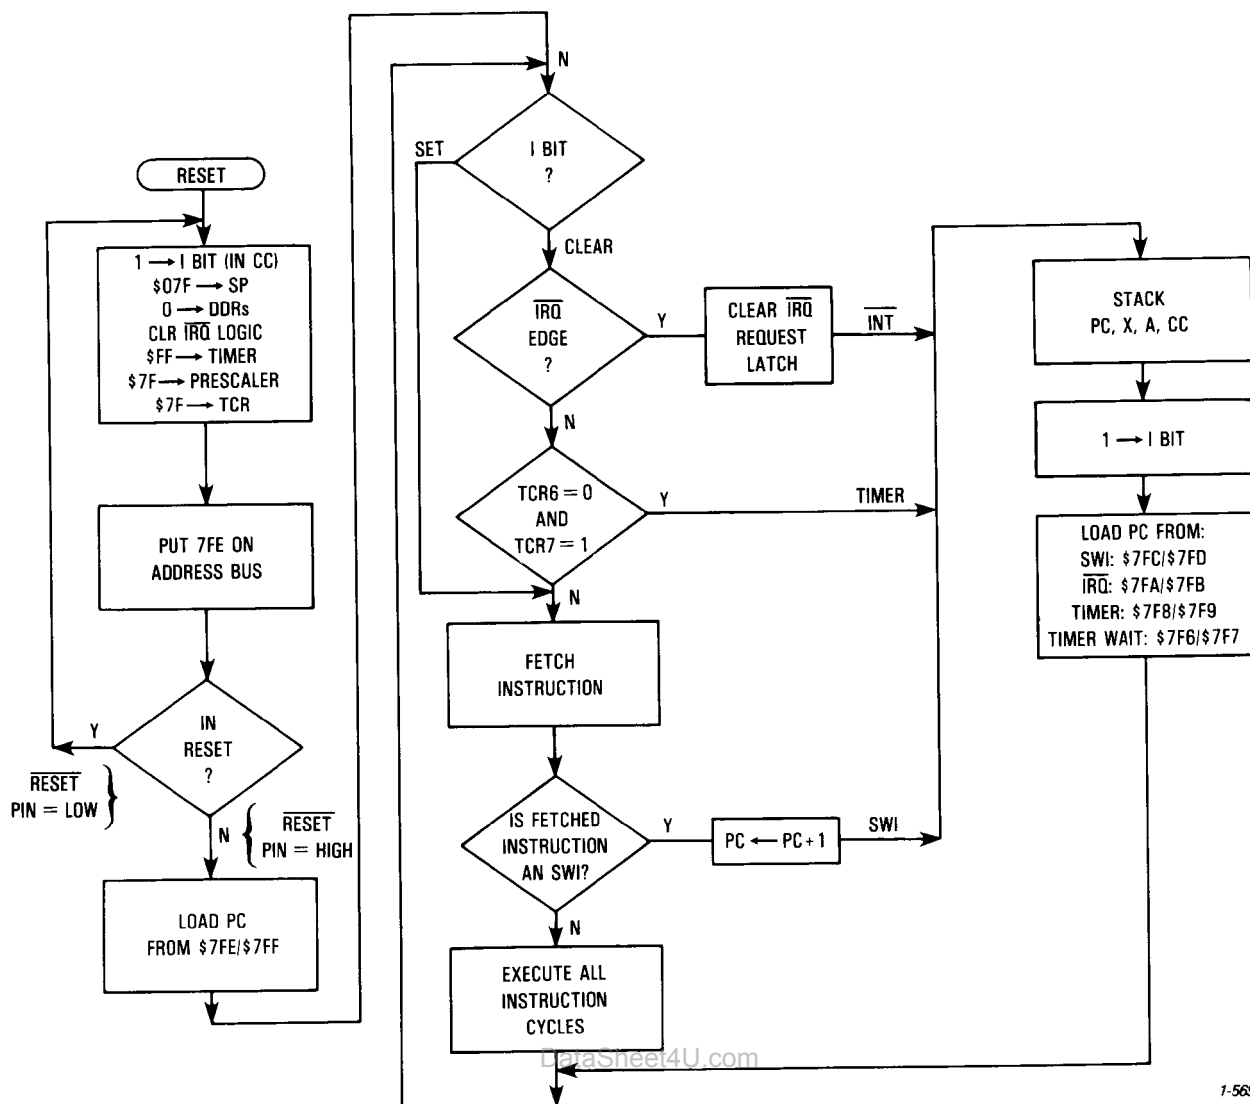 RESET
1 → I BIT (IN CC)
$07F → SP
0 → DDRs
CLR IRQ LOGIC
$FF → TIMER
$7F → PRESCALER
$7F → TCR
PUT 7FE ON
ADDRESS BUS
IN
RESET
?
Y
RESET
PIN = LOW
N
RESET
PIN = HIGH
LOAD PC
FROM $7FE/$7FF
N
I BIT
?
SET
CLEAR
IRQ
EDGE
?
Y
CLEAR IRQ
REQUEST
LATCH
INT
N
TCR6 = 0
AND
TCR7 = 1
Y
TIMER
N
FETCH
INSTRUCTION
IS FETCHED
INSTRUCTION
AN SWI?
Y
PC ← PC + 1
SWI
N
EXECUTE ALL
INSTRUCTION
CYCLES
STACK
PC, X, A, CC
1 → I BIT
LOAD PC FROM:
SWI: $7FC/$7FD
IRQ: $7FA/$7FB
TIMER: $7F8/$7F9
TIMER WAIT: $7F6/$7F7
DataSheet4U.com